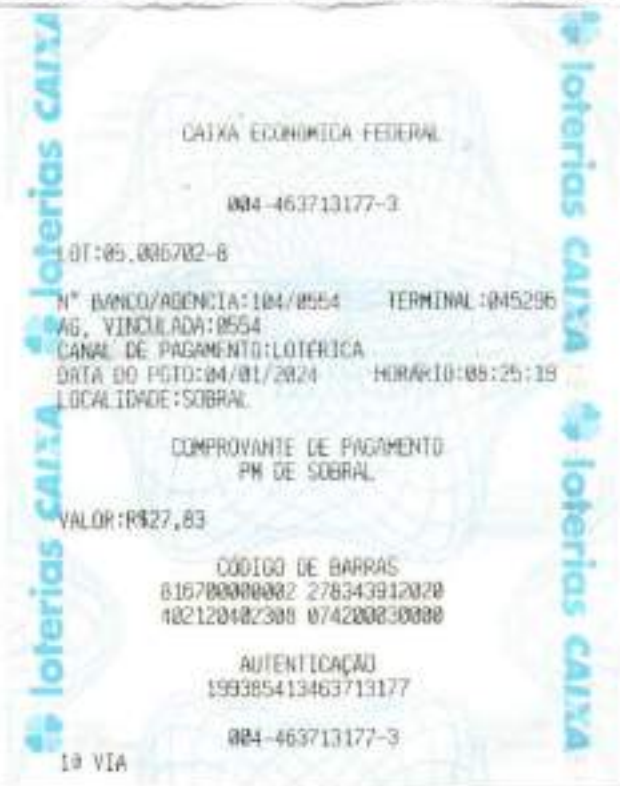 CAIXA ECONOMICA FEDERAL
004-463713177-3
LOT:05.006702-8
N° BANCO/AGENCIA:104/0554 TERMINAL:045296
AG. VINCULADA:0554
CANAL DE PAGAMENTO:LOTERICA
DATA DO PGTO:04/01/2024 HORARIO:08:25:19
LOCALIDADE:SOBRAL
COMPROVANTE DE PAGAMENTO
PM DE SOBRAL
VALOR:R$27,83
CÓDIGO DE BARRAS
816700000002 278343912020
402120402308 074200030000
AUTENTICAÇÃO
199385413463713177
004-463713177-3
1ª VIA
loterias CAIXA
loterias CAIXA
loterias CAIXA
loterias CAIXA